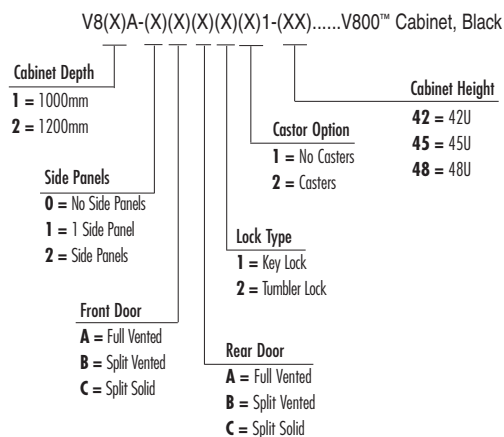 V8(X)A-(X)(X)(X)(X)(X)1-(XX)......V800™ Cabinet, Black
Cabinet Depth
1 = 1000mm
2 = 1200mm
Side Panels
0 = No Side Panels
1 = 1 Side Panel
2 = Side Panels
Front Door
A = Full Vented
B = Split Vented
C = Split Solid
Rear Door
A = Full Vented
B = Split Vented
C = Split Solid
Lock Type
1 = Key Lock
2 = Tumbler Lock
Castor Option
1 = No Casters
2 = Casters
Cabinet Height
42 = 42U
45 = 45U
48 = 48U